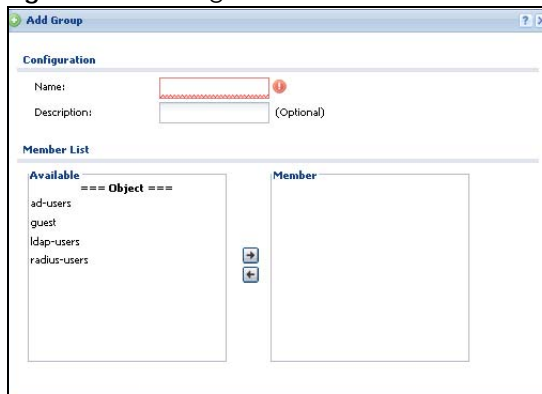 Add Group
Configuration
Name:
Description: (Optional)
Member List
Available Member
=== Object ===
ad-users
guest
ldap-users
radius-users